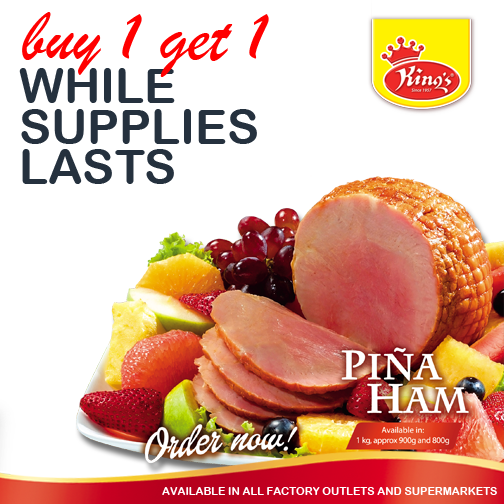 buy 1 get 1
WHILE
SUPPLIES
LASTS
King's®
Since 1957
PIÑA
HAM
Available in:
1 kg, approx 900g and 800g
Order now!
AVAILABLE IN ALL FACTORY OUTLETS AND SUPERMARKETS